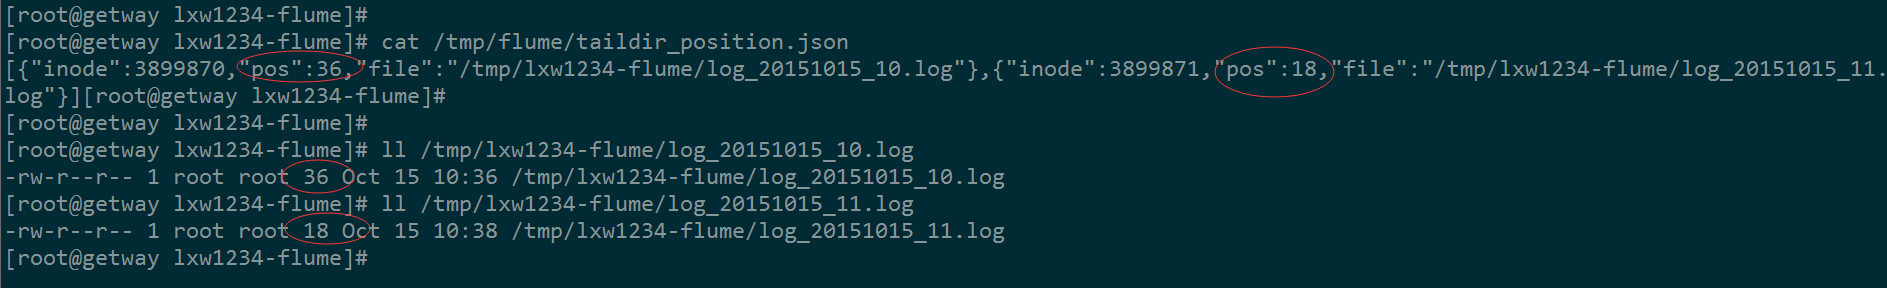 [root@getway lxw1234-flume]#
[root@getway lxw1234-flume]# cat /tmp/flume/taildir_position.json
[{"inode":3899870,"pos":36,"file":"/tmp/lxw1234-flume/log_20151015_10.log"},{"inode":3899871,"pos":18,"file":"/tmp/lxw1234-flume/log_20151015_11.
log"}][root@getway lxw1234-flume]#
[root@getway lxw1234-flume]#
[root@getway lxw1234-flume]# ll /tmp/lxw1234-flume/log_20151015_10.log
-rw-r--r-- 1 root root 36 Oct 15 10:36 /tmp/lxw1234-flume/log_20151015_10.log
[root@getway lxw1234-flume]# ll /tmp/lxw1234-flume/log_20151015_11.log
-rw-r--r-- 1 root root 18 Oct 15 10:38 /tmp/lxw1234-flume/log_20151015_11.log
[root@getway lxw1234-flume]#